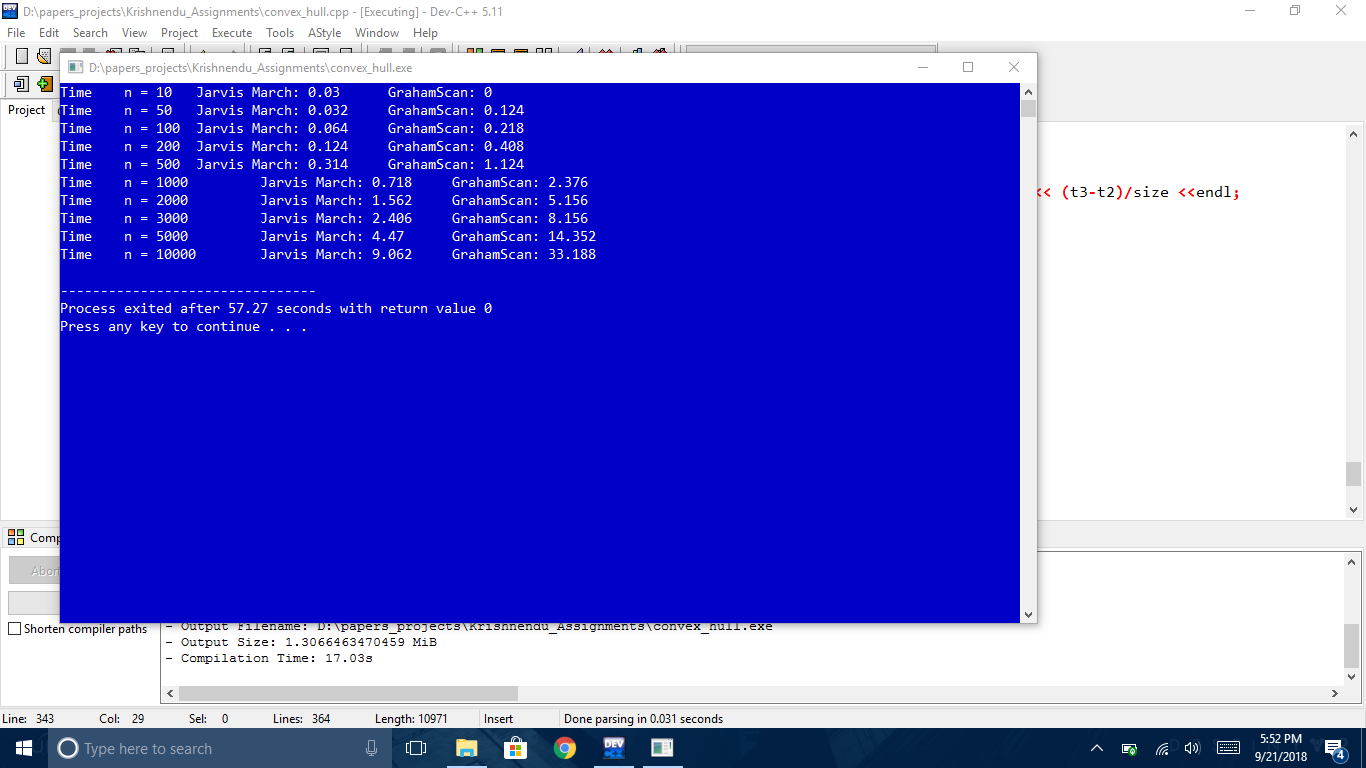 D:\papers_projects\Krishnendu_Assignments\convex_hull.cpp - [Executing] - Dev-C++ 5.11
File Edit Search View Project Execute Tools AStyle Window Help
D:\papers_projects\Krishnendu_Assignments\convex_hull.exe
Project
Time n = 10 Jarvis March: 0.03 GrahamScan: 0
Time n = 50 Jarvis March: 0.032 GrahamScan: 0.124
Time n = 100 Jarvis March: 0.064 GrahamScan: 0.218
Time n = 200 Jarvis March: 0.124 GrahamScan: 0.408
Time n = 500 Jarvis March: 0.314 GrahamScan: 1.124
Time n = 1000 Jarvis March: 0.718 GrahamScan: 2.376
Time n = 2000 Jarvis March: 1.562 GrahamScan: 5.156
Time n = 3000 Jarvis March: 2.406 GrahamScan: 8.156
Time n = 5000 Jarvis March: 4.47 GrahamScan: 14.352
Time n = 10000 Jarvis March: 9.062 GrahamScan: 33.188
--------------------------------
Process exited after 57.27 seconds with return value 0
Press any key to continue . . .
<< (t3-t2)/size <<endl;
Comp
Abor
Shorten compiler paths
- Output Filename: D:\papers_projects\Krishnendu_Assignments\convex_hull.exe
- Output Size: 1.3066463470459 MiB
- Compilation Time: 17.03s
Line: 343 Col: 29 Sel: 0 Lines: 364 Length: 10971 Insert Done parsing in 0.031 seconds
Type here to search
DEV
5:52 PM
9/21/2018
4